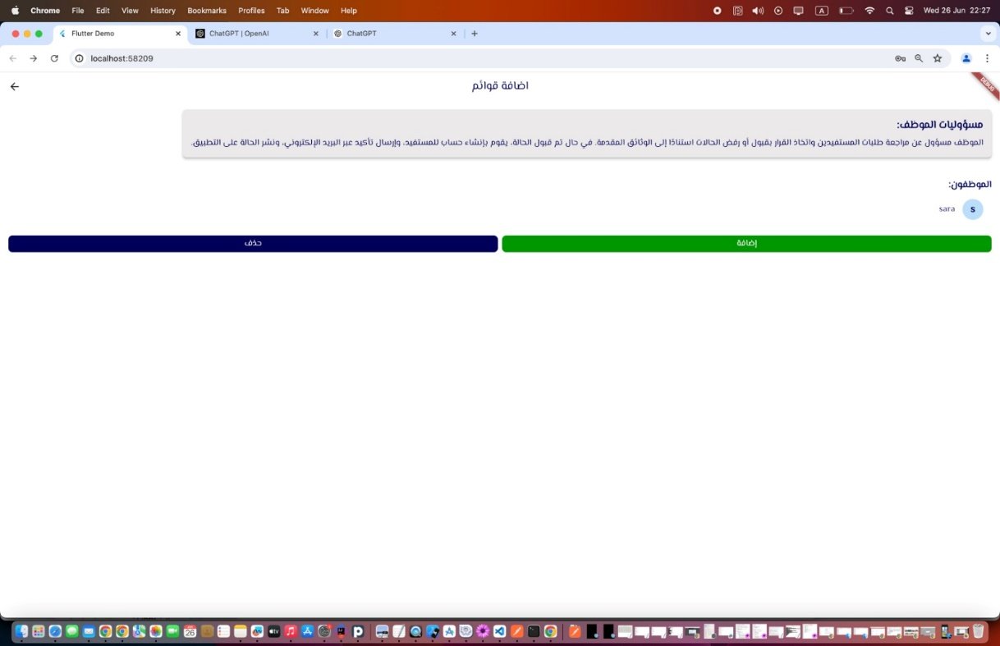 Chrome File Edit View History Bookmarks Profiles Tab Window Help Wed 26 Jun 22:27
Flutter Demo ChatGPT | OpenAI ChatGPT
localhost:58209
اضافة قوائم
DEBUG
مسؤوليات الموظف:
الموظف مسؤول عن مراجعة طلبات المستفيدين واتخاذ القرار بقبول أو رفض الحالات استنادًا إلى الوثائق المقدمة. في حال تم قبول الحالة، يقوم بإنشاء حساب للمستفيد، وإرسال تأكيد عبر البريد الإلكتروني، ونشر الحالة على التطبيق.
الموظفون:
S sara
إضافة حذف
26